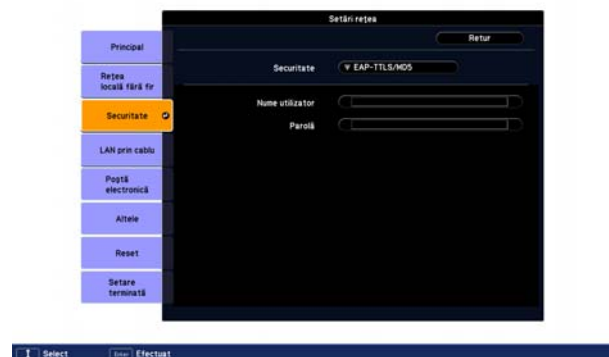 Setări rețea
Retur
Principal
Rețea
locală fără fir
Securitate
LAN prin cablu
Poștă
electronică
Altele
Reset
Setare
terminată
Securitate
EAP-TTLS/MD5
Nume utilizator
Parolă
Select
Enter Efectuat